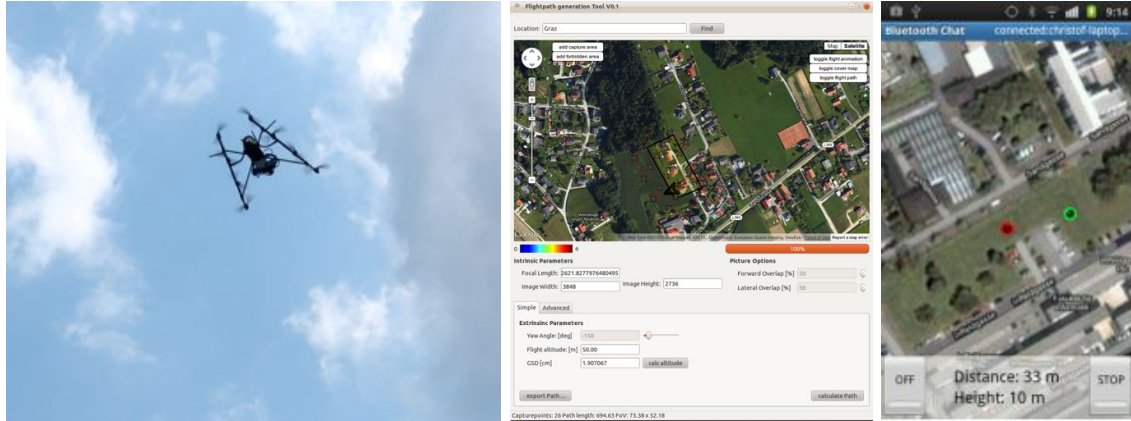 Flightpath generation Tool V0.1
Location: Graz Find
add capture area
add forbidden area
Map Satellite
toggle flight animation
toggle cover map
toggle flight path
Report a map error
0 4
100%
Intrinsic Parameters
Focal Length: 2621.8277976480495
Image Width: 3848 Image Height: 2736
Picture Options
Forward Overlap [%] 50
Lateral Overlap [%] 50
Simple Advanced
Extrinsinc Parameters
Yaw Angle: [deg] -150
Flight altitude: [m] 50.00
GSD [cm] 1.907067 calc altitude
export Path... calculate Path
Capturepoints: 26 Path length: 694.63 FoV: 73.38 x 52.18
9:14
Bluetooth Chat connected:christof-laptop...
Inffeldgasse
OFF Distance: 33 m STOP
Height: 10 m